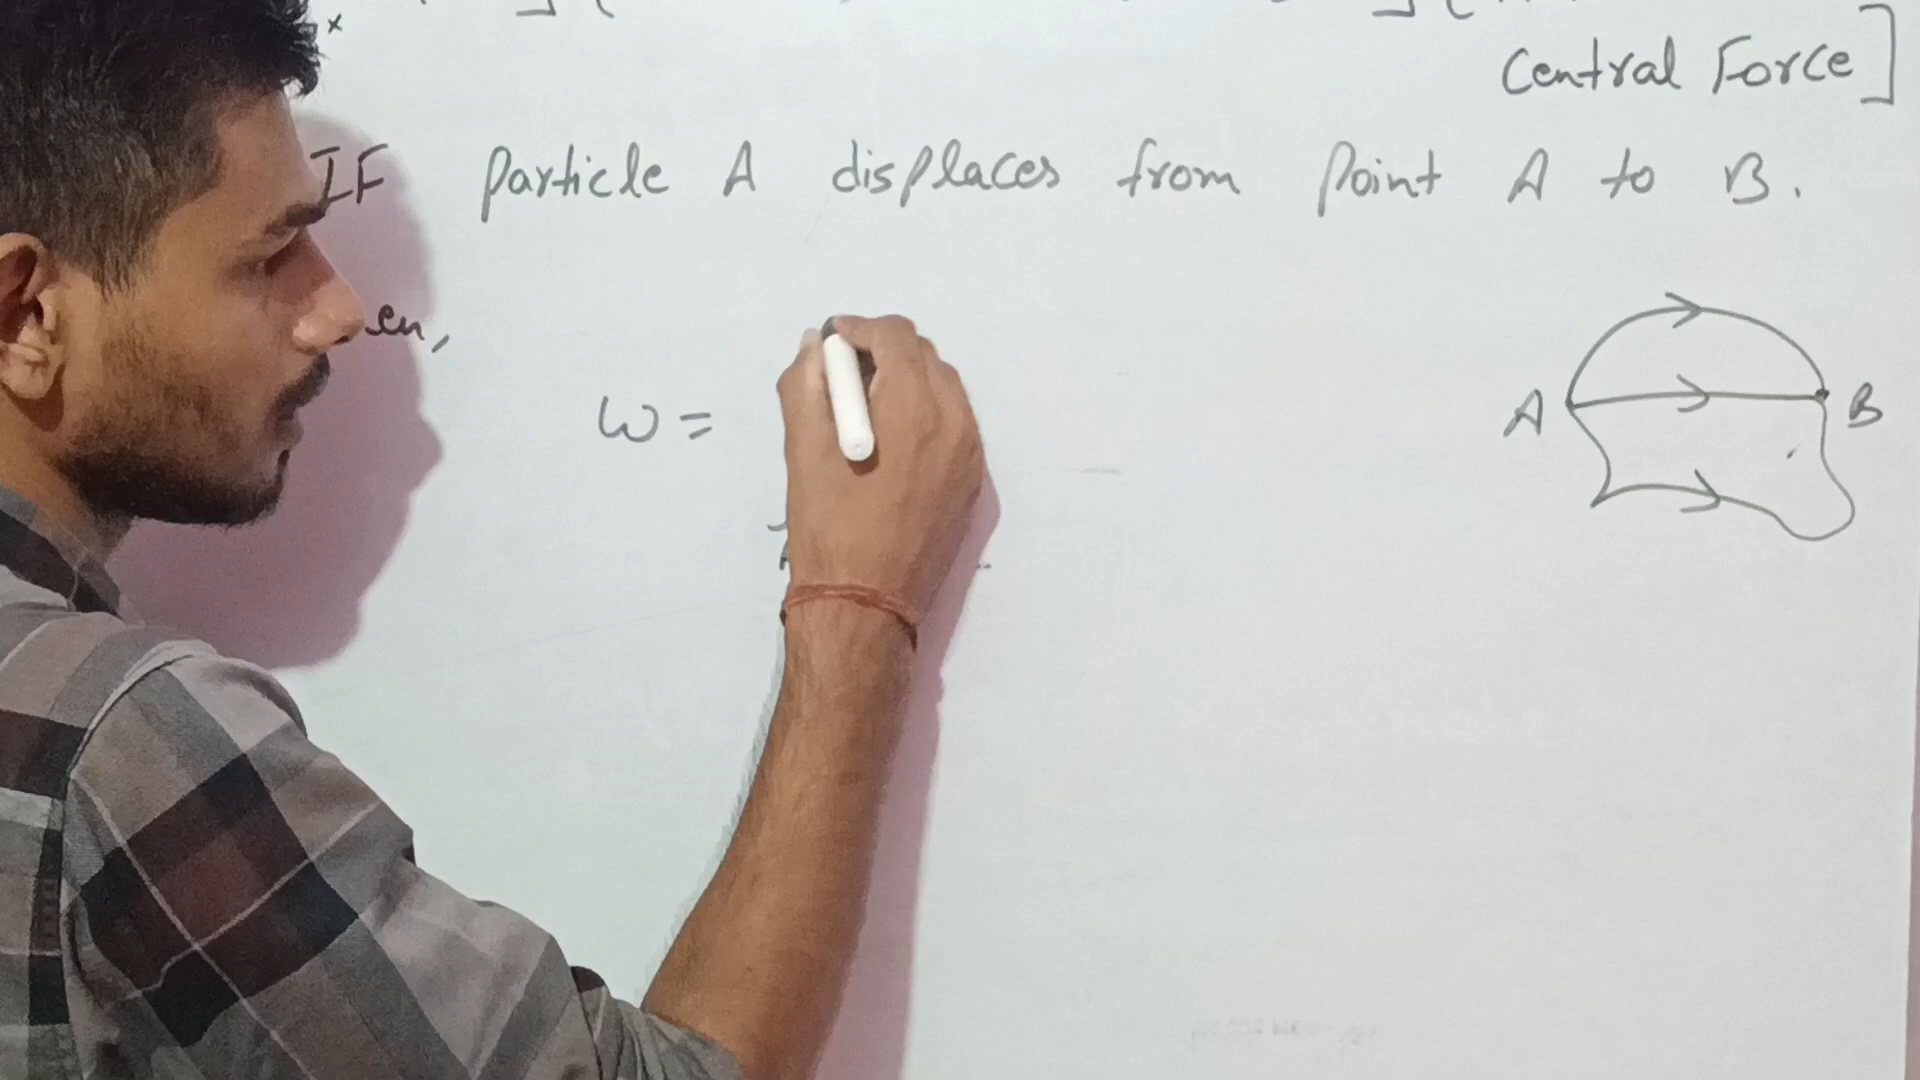 Central Force]
IF Particle A displaces from Point A to B.
en,
W =
A B